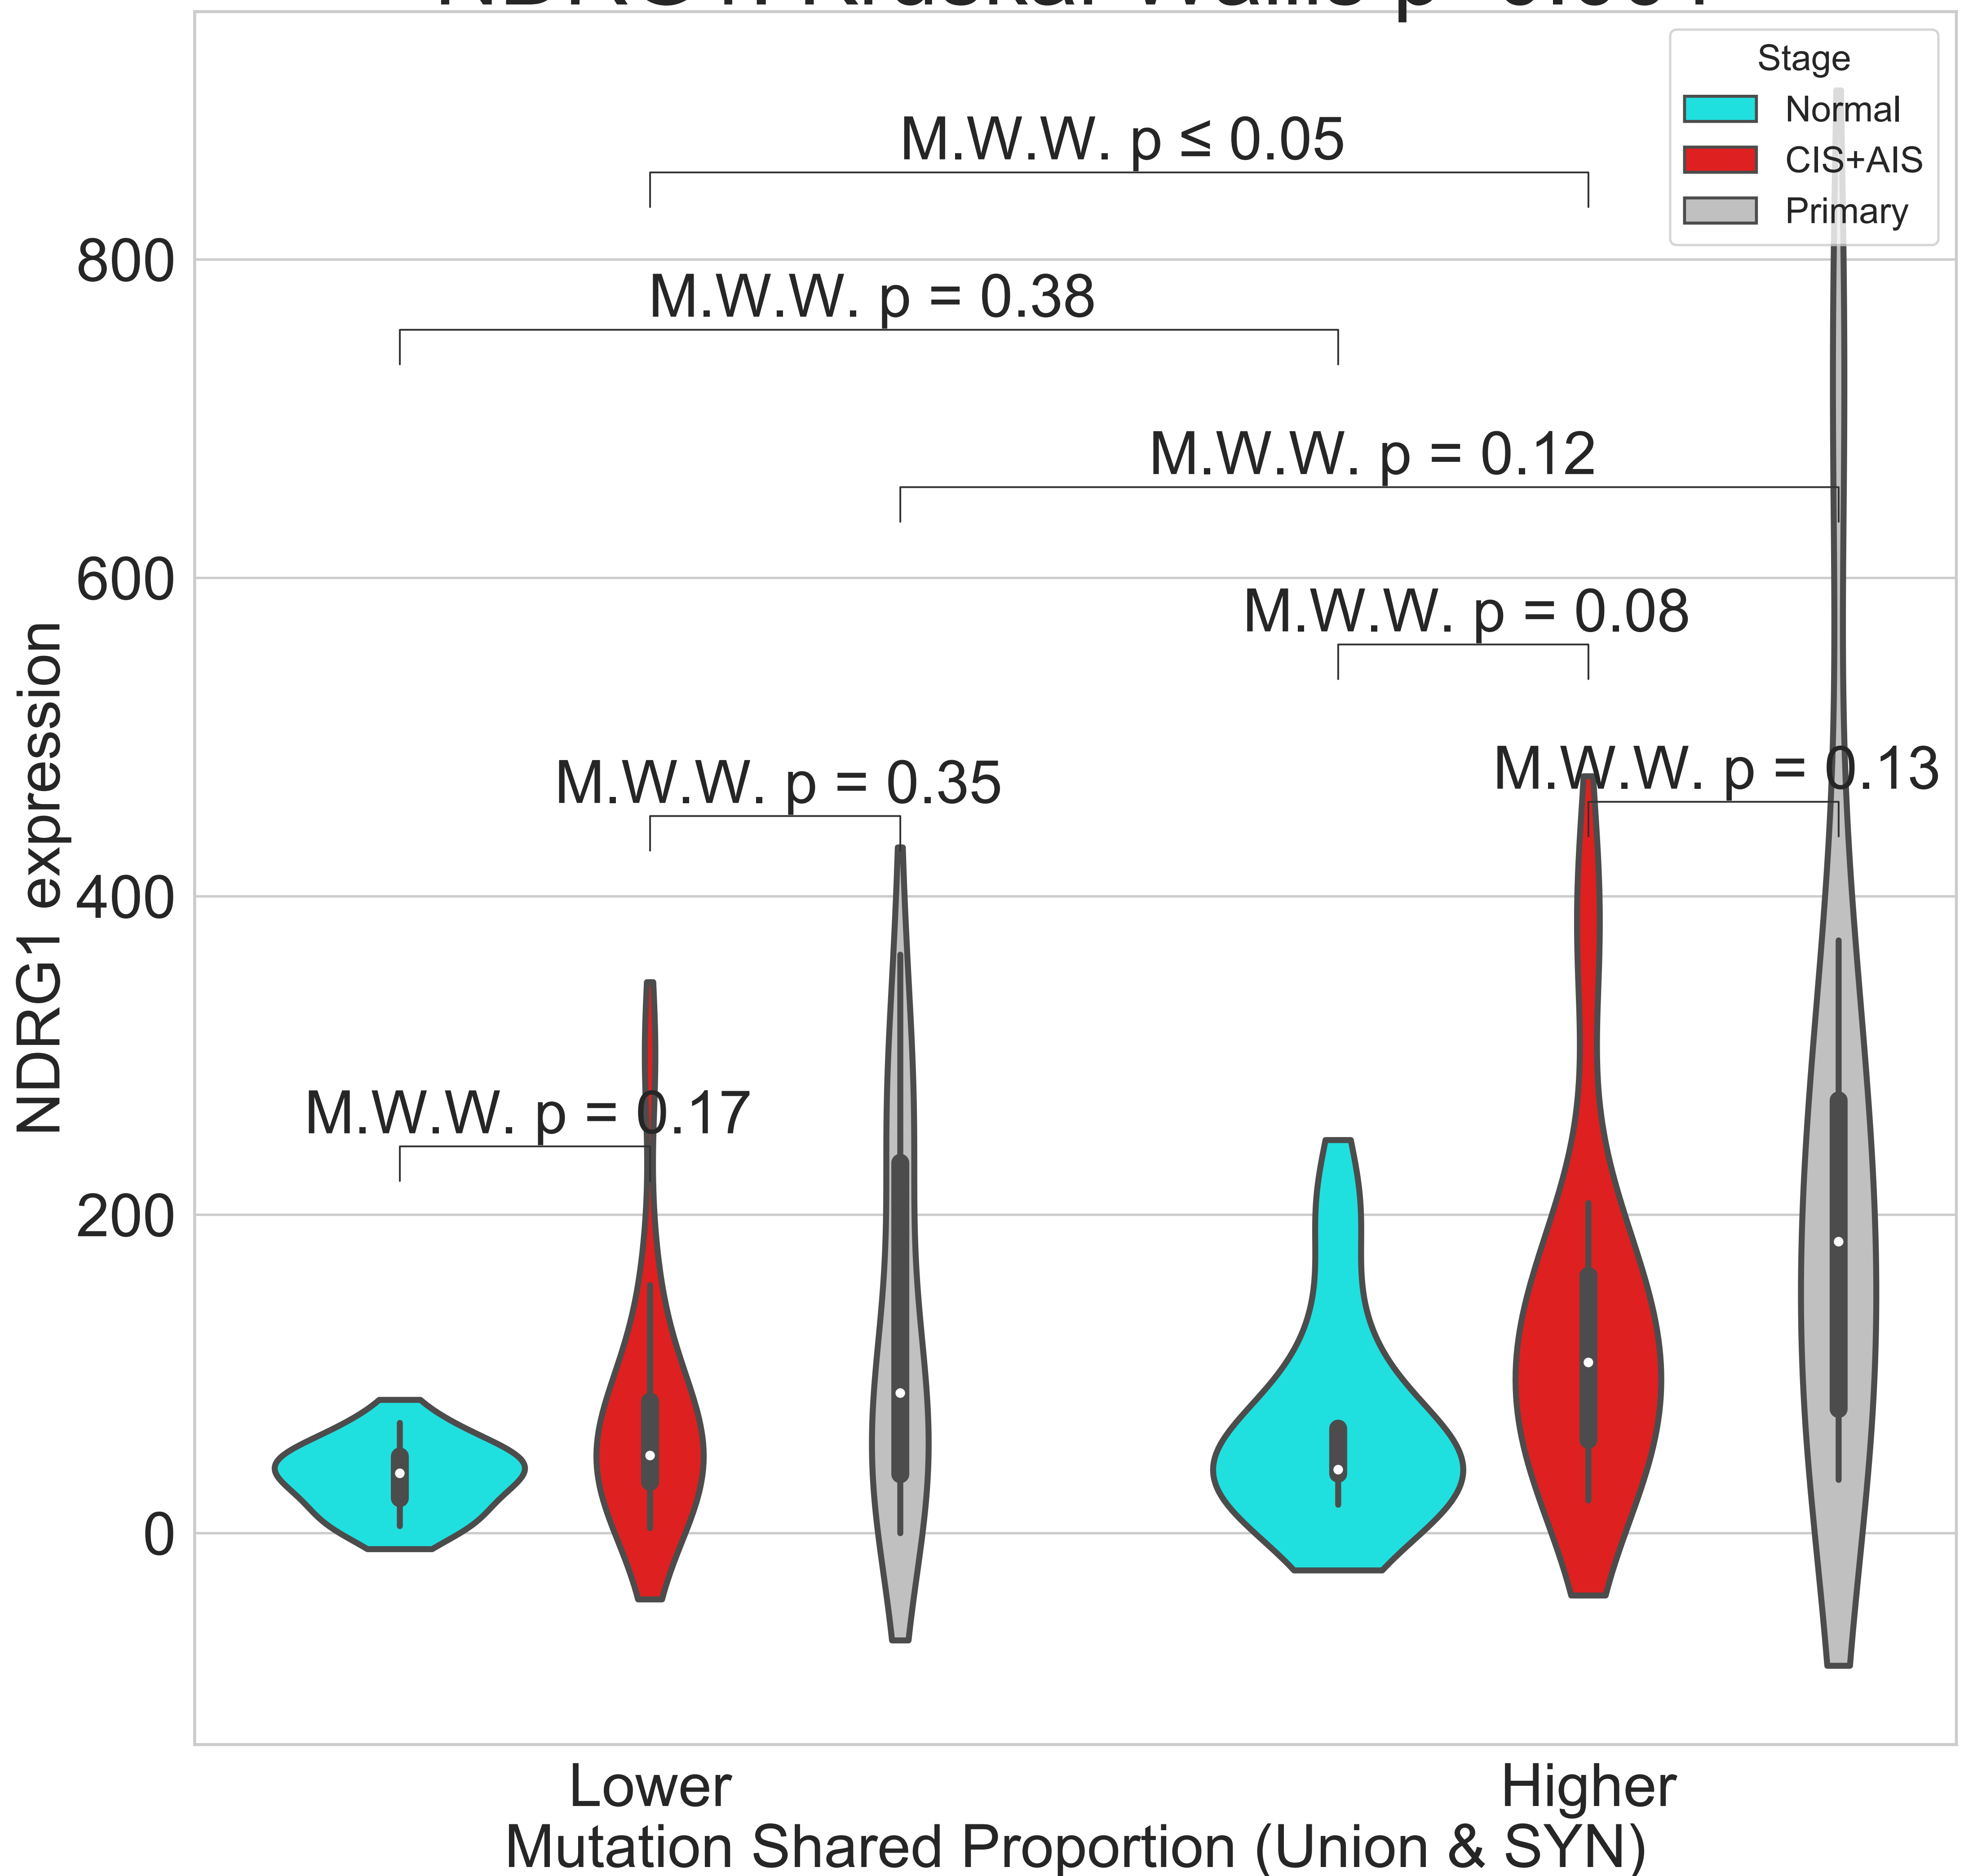 Stage
Normal
CIS+AIS
Primary
M.W.W. p ≤ 0.05
M.W.W. p = 0.38
M.W.W. p = 0.12
M.W.W. p = 0.08
M.W.W. p = 0.13
M.W.W. p = 0.35
M.W.W. p = 0.17
800
600
400
200
0
NDRG1 expression
Lower
Higher
Mutation Shared Proportion (Union & SYN)